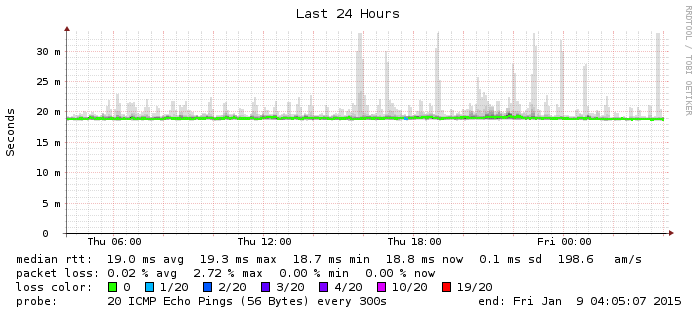 Last 24 Hours
RRDTOOL / TOBI OETIKER
Seconds
30 m
25 m
20 m
15 m
10 m
5 m
0
Thu 06:00 Thu 12:00 Thu 18:00 Fri 00:00
median rtt: 19.0 ms avg 19.3 ms max 18.7 ms min 18.8 ms now 0.1 ms sd 198.6 am/s
packet loss: 0.02 % avg 2.72 % max 0.00 % min 0.00 % now
loss color: 0 1/20 2/20 3/20 4/20 10/20 19/20
probe: 20 ICMP Echo Pings (56 Bytes) every 300s end: Fri Jan 9 04:05:07 2015